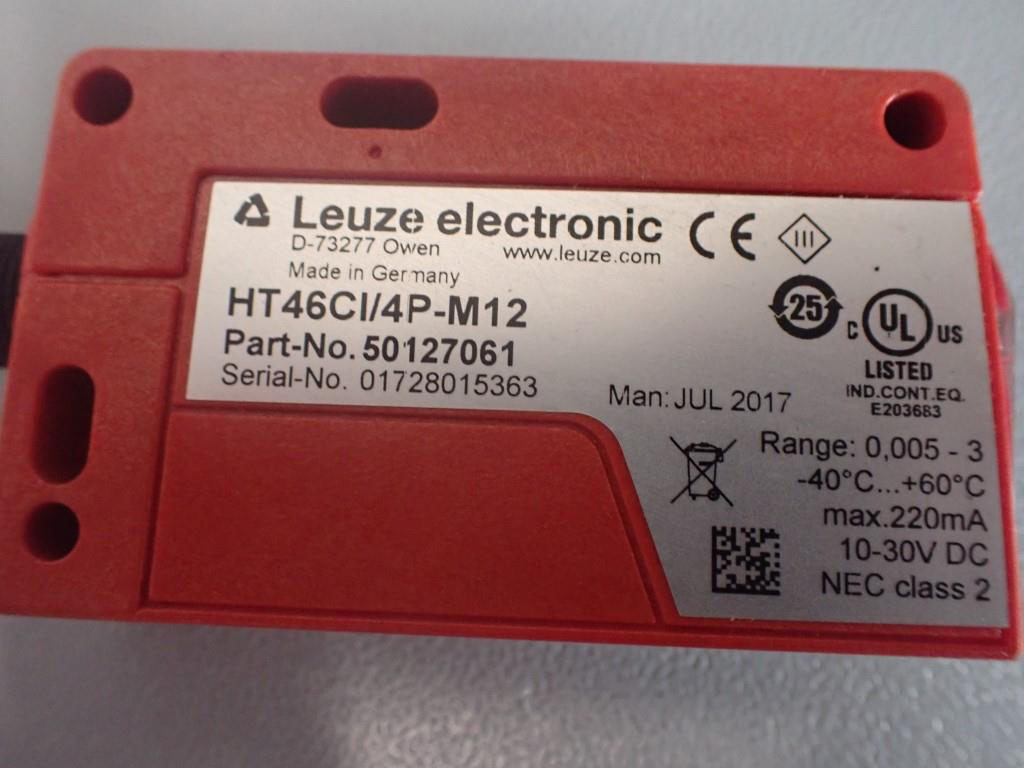 Leuze electronic
D-73277 Owen www.leuze.com
Made in Germany
HT46CI/4P-M12
Part-No. 50127061
Serial-No. 01728015363
Man: JUL 2017
CE
III
25
C UL US
LISTED
IND.CONT.EQ.
E203683
Range: 0,005 - 3
-40°C...+60°C
max.220mA
10-30V DC
NEC class 2